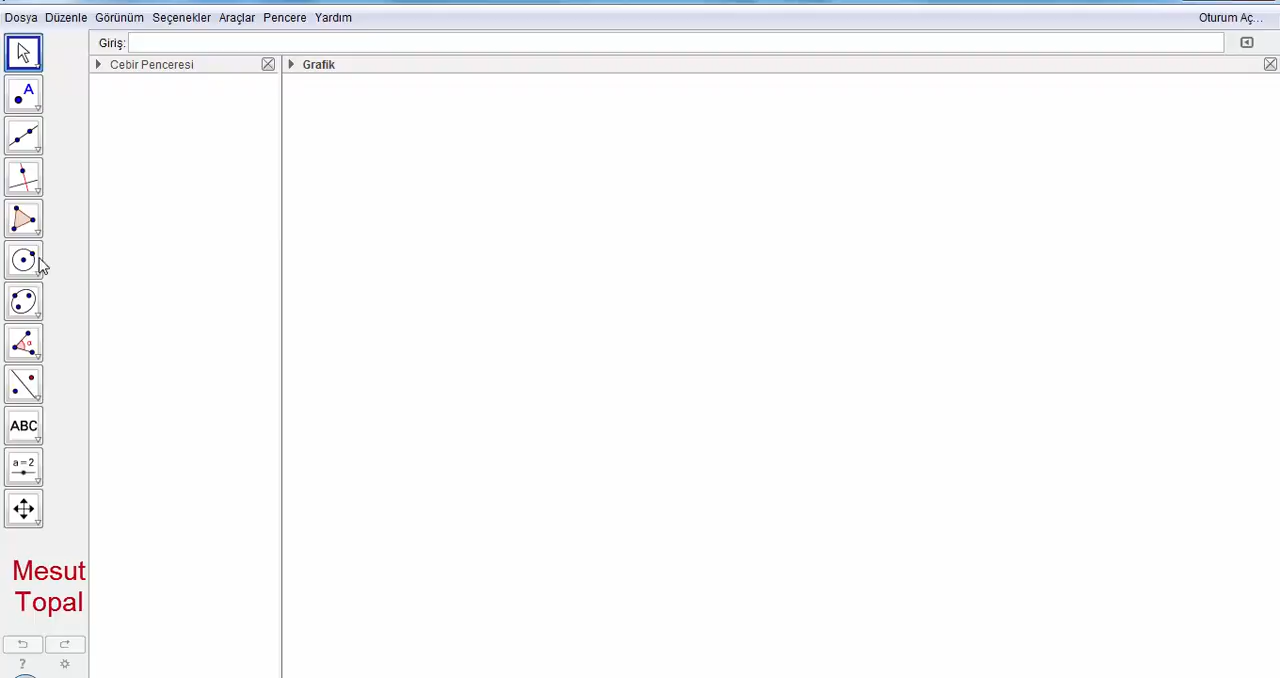 Dosya Düzenle Görünüm Seçenekler Araçlar Pencere Yardım Oturum Aç...
Giriş:
Cebir Penceresi Grafik
A
α
ABC
a=2
Mesut
Topal
?